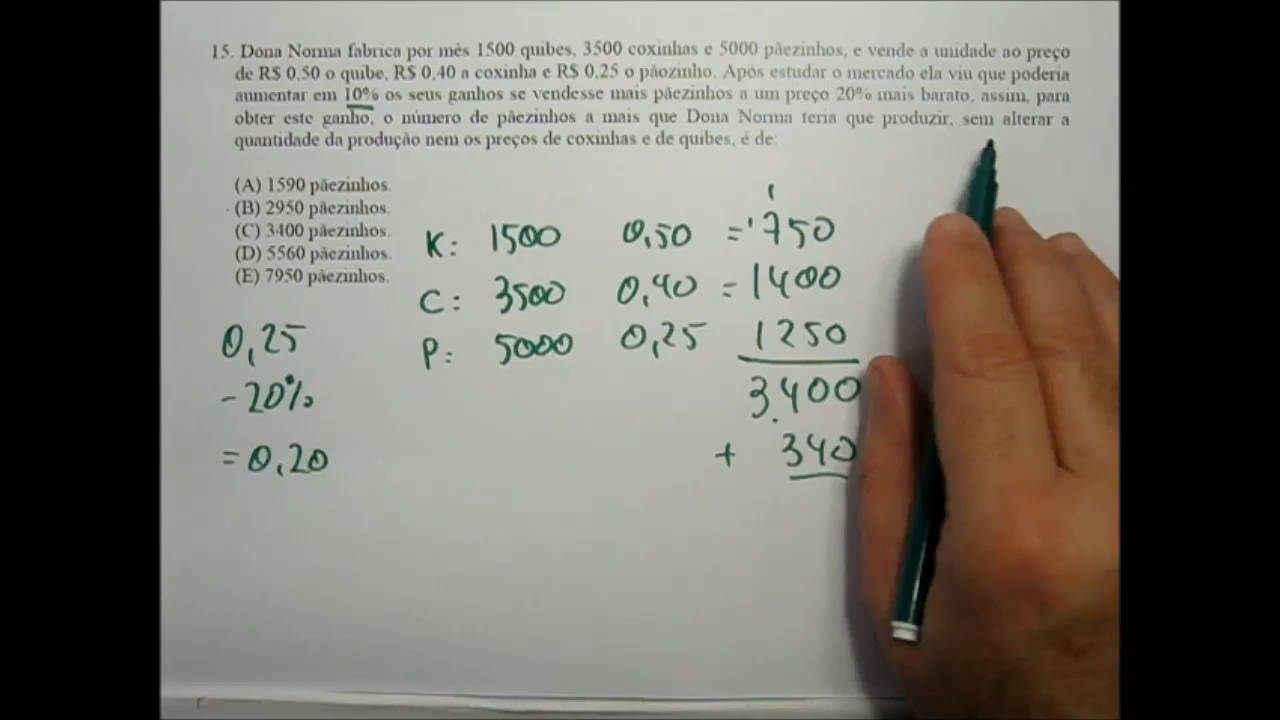 15. Dona Norma fabrica por mês 1500 quibes, 3500 coxinhas e 5000 pãezinhos, e vende a unidade ao preço
de R$ 0,50 o quibe, R$ 0,40 a coxinha e R$ 0,25 o pãozinho. Após estudar o mercado ela viu que poderia
aumentar em 10% os seus ganhos se vendesse mais pãezinhos a um preço 20% mais barato, assim, para
obter este ganho, o número de pãezinhos a mais que Dona Norma teria que produzir, sem alterar a
quantidade da produção nem os preços de coxinhas e de quibes, é de:
(A) 1590 pãezinhos.
(B) 2950 pãezinhos.
(C) 3400 pãezinhos.
(D) 5560 pãezinhos.
(E) 7950 pãezinhos.
K: 1500 0,50 = 750
C: 3500 0,40 = 1400
P: 5000 0,25 1250
3.400
+ 340
0,25
- 20%
= 0,20